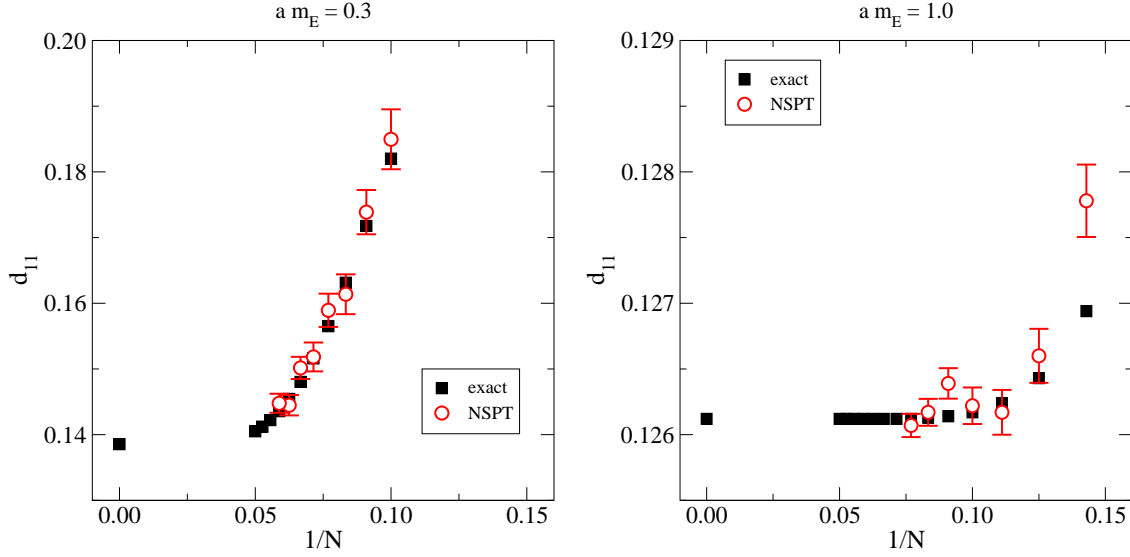 a m_E = 0.3
0.20
0.18
0.16
0.14
d_11
0.00
0.05
0.10
0.15
1/N
exact
NSPT
a m_E = 1.0
0.129
0.128
0.127
0.126
d_11
0.00
0.05
0.10
0.15
1/N
exact
NSPT